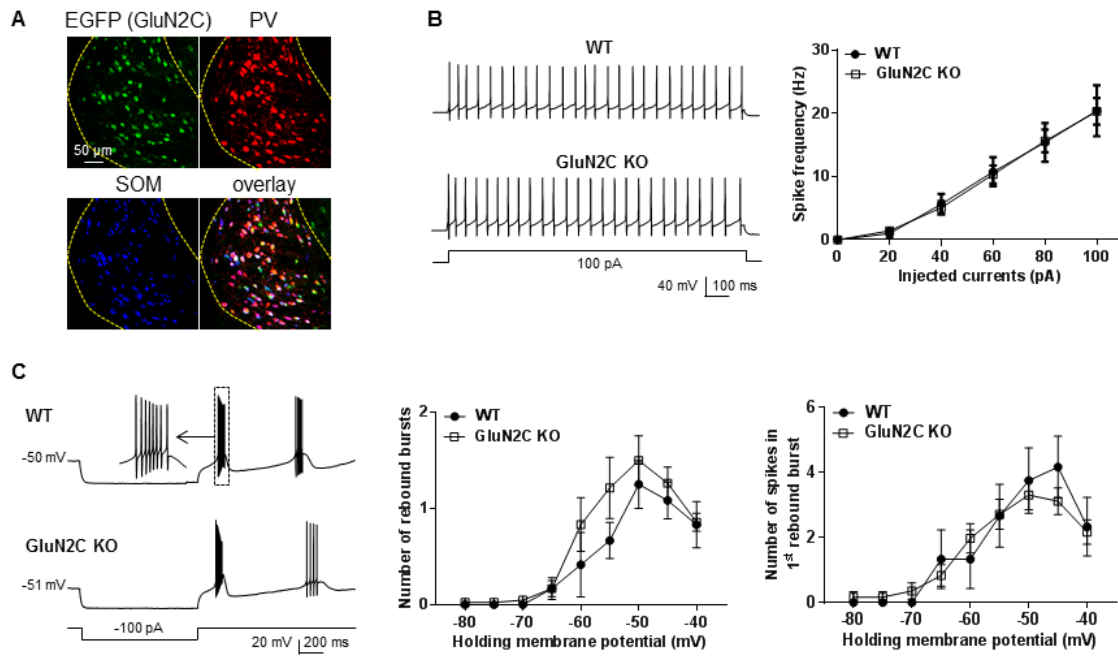 A
EGFP (GluN2C)
PV
50 µm
SOM
overlay
B
WT
GluN2C KO
100 pA
40 mV
100 ms
WT
GluN2C KO
Spike frequency (Hz)
30
20
10
0
0 20 40 60 80 100
Injected currents (pA)
C
WT
-50 mV
GluN2C KO
-51 mV
-100 pA
20 mV
200 ms
WT
GluN2C KO
Number of rebound bursts
2
1
0
-80 -70 -60 -50 -40
Holding membrane potential (mV)
WT
GluN2C KO
Number of spikes in
1st rebound burst
6
4
2
0
-80 -70 -60 -50 -40
Holding membrane potential (mV)